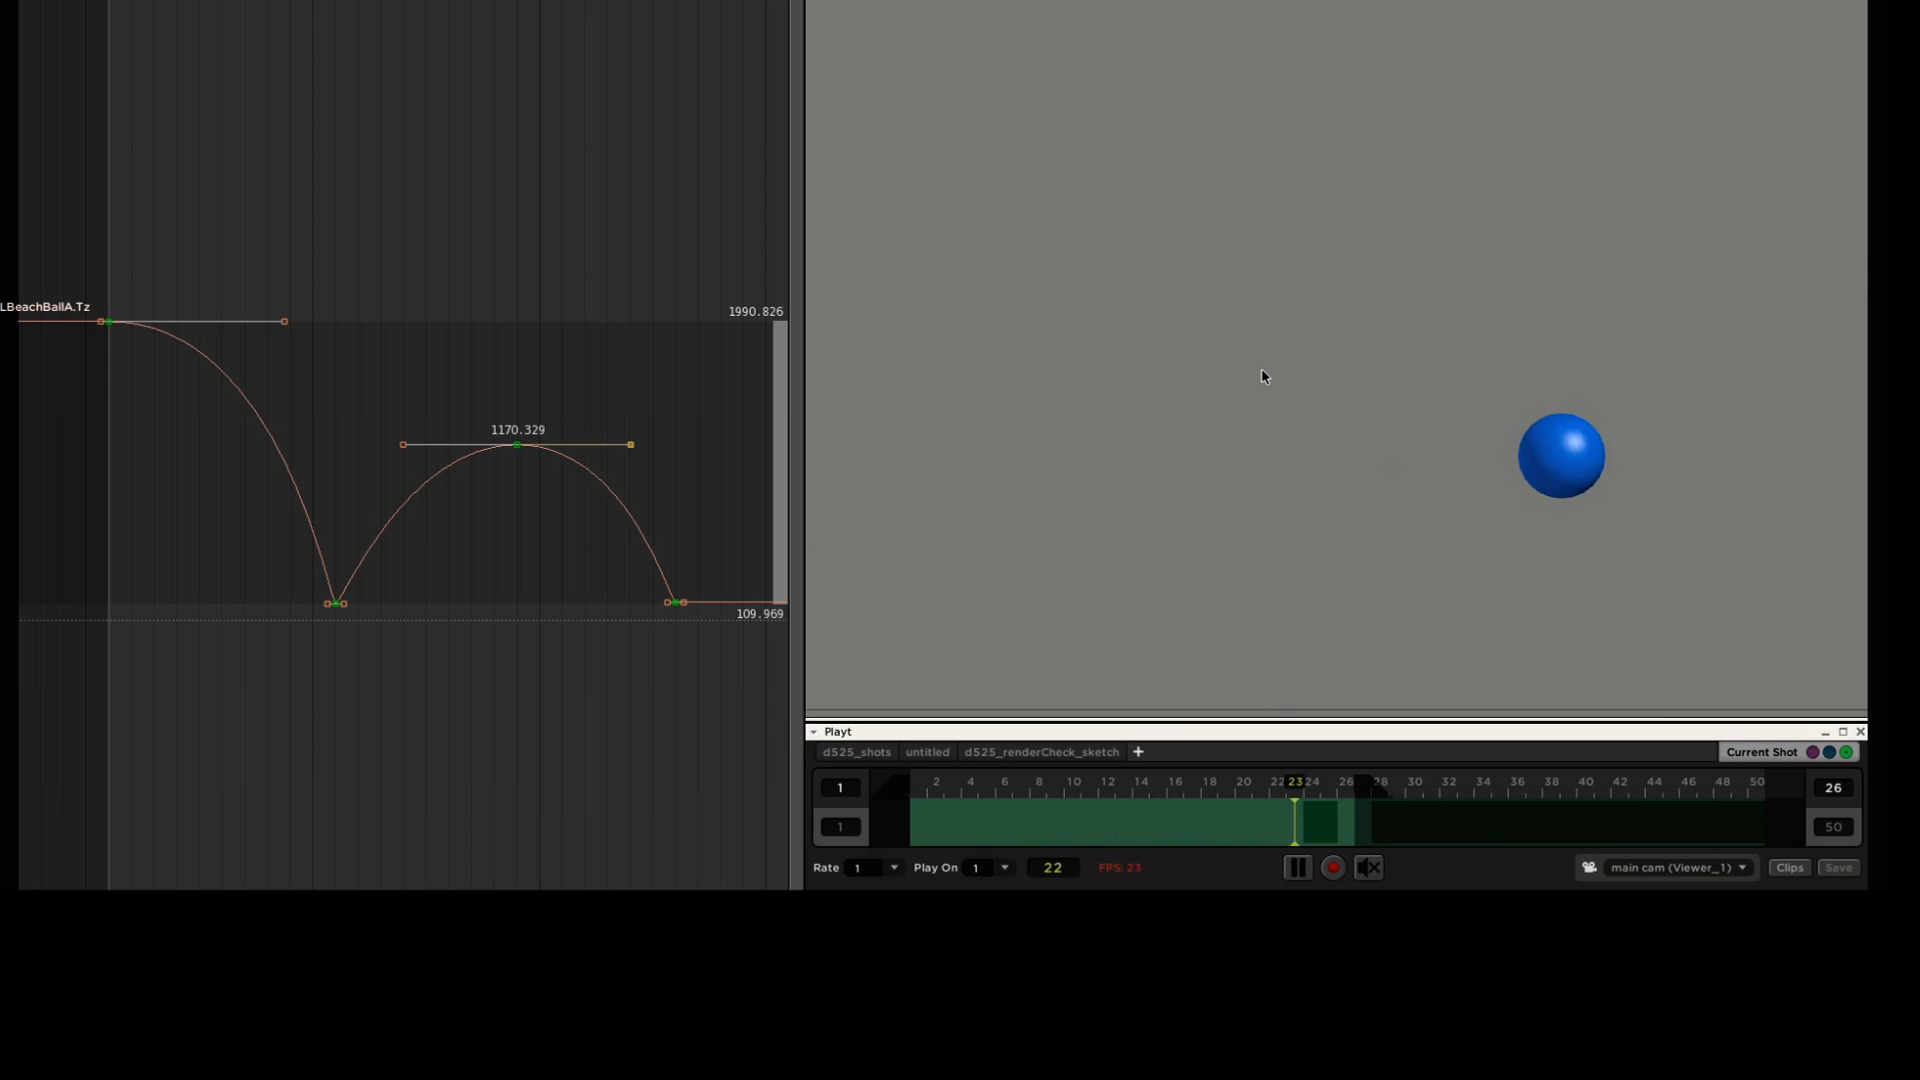 LBeachBallA.Tz
1990.826
1170.329
109.969
Playt
d525_shots untitled d525_renderCheck_sketch + Current Shot
1 2 4 6 8 10 12 14 16 18 20 22 23 24 26 28 30 32 34 36 38 40 42 44 46 48 50 26
1 50
Rate 1 Play On 1 22 FPS: 23 main cam (Viewer_1) Clips Save